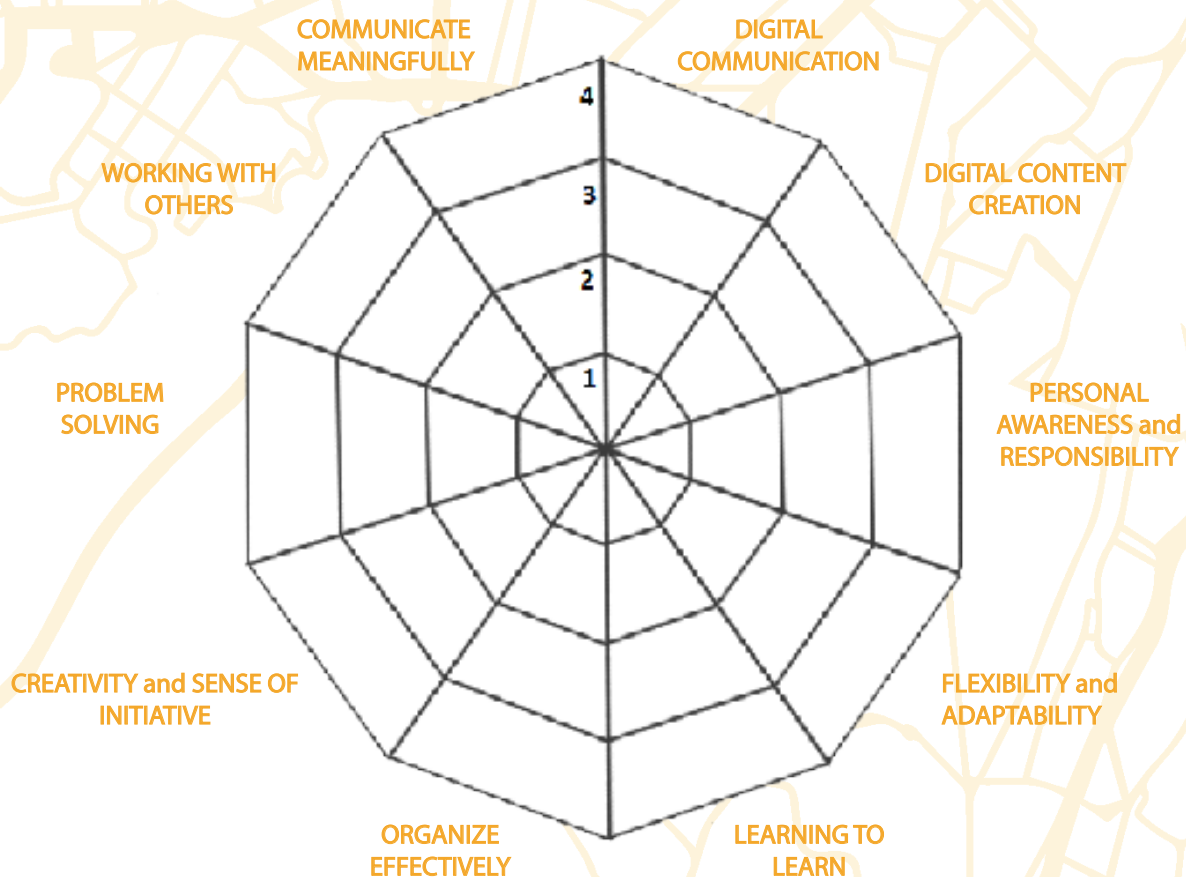 COMMUNICATE
MEANINGFULLY
DIGITAL
COMMUNICATION
4
WORKING WITH
OTHERS
3
DIGITAL CONTENT
CREATION
2
1
PROBLEM
SOLVING
PERSONAL
AWARENESS and
RESPONSIBILITY
CREATIVITY and SENSE OF
INITIATIVE
FLEXIBILITY and
ADAPTABILITY
ORGANIZE
EFFECTIVELY
LEARNING TO
LEARN